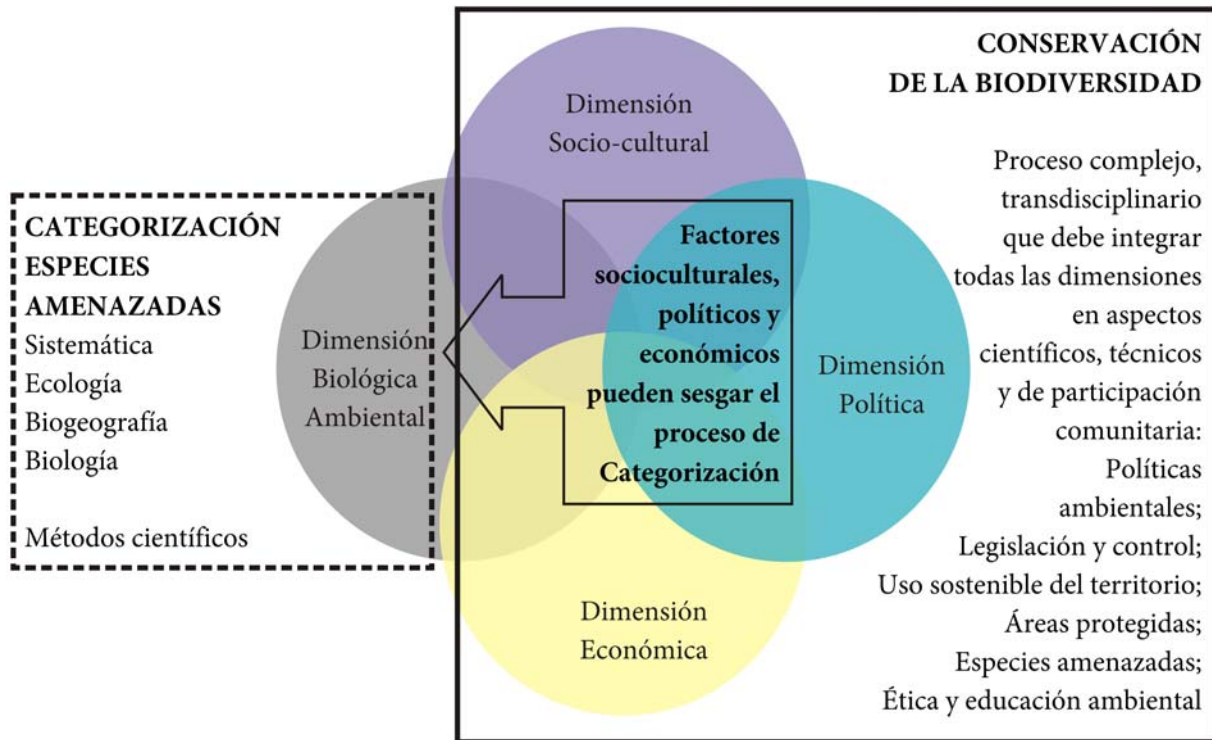 CATEGORIZACIÓN
ESPECIES
AMENAZADAS
Sistemática
Ecología
Biogeografía
Biología
Métodos científicos
Dimensión
Biológica
Ambiental
Dimensión
Socio-cultural
Factores
socioculturales,
políticos y
económicos
pueden sesgar el
proceso de
Categorización
Dimensión
Política
Dimensión
Económica
CONSERVACIÓN
DE LA BIODIVERSIDAD
Proceso complejo,
transdisciplinario
que debe integrar
todas las dimensiones
en aspectos
científicos, técnicos
y de participación
comunitaria:
Políticas
ambientales;
Legislación y control;
Uso sostenible del territorio;
Áreas protegidas;
Especies amenazadas;
Ética y educación ambiental